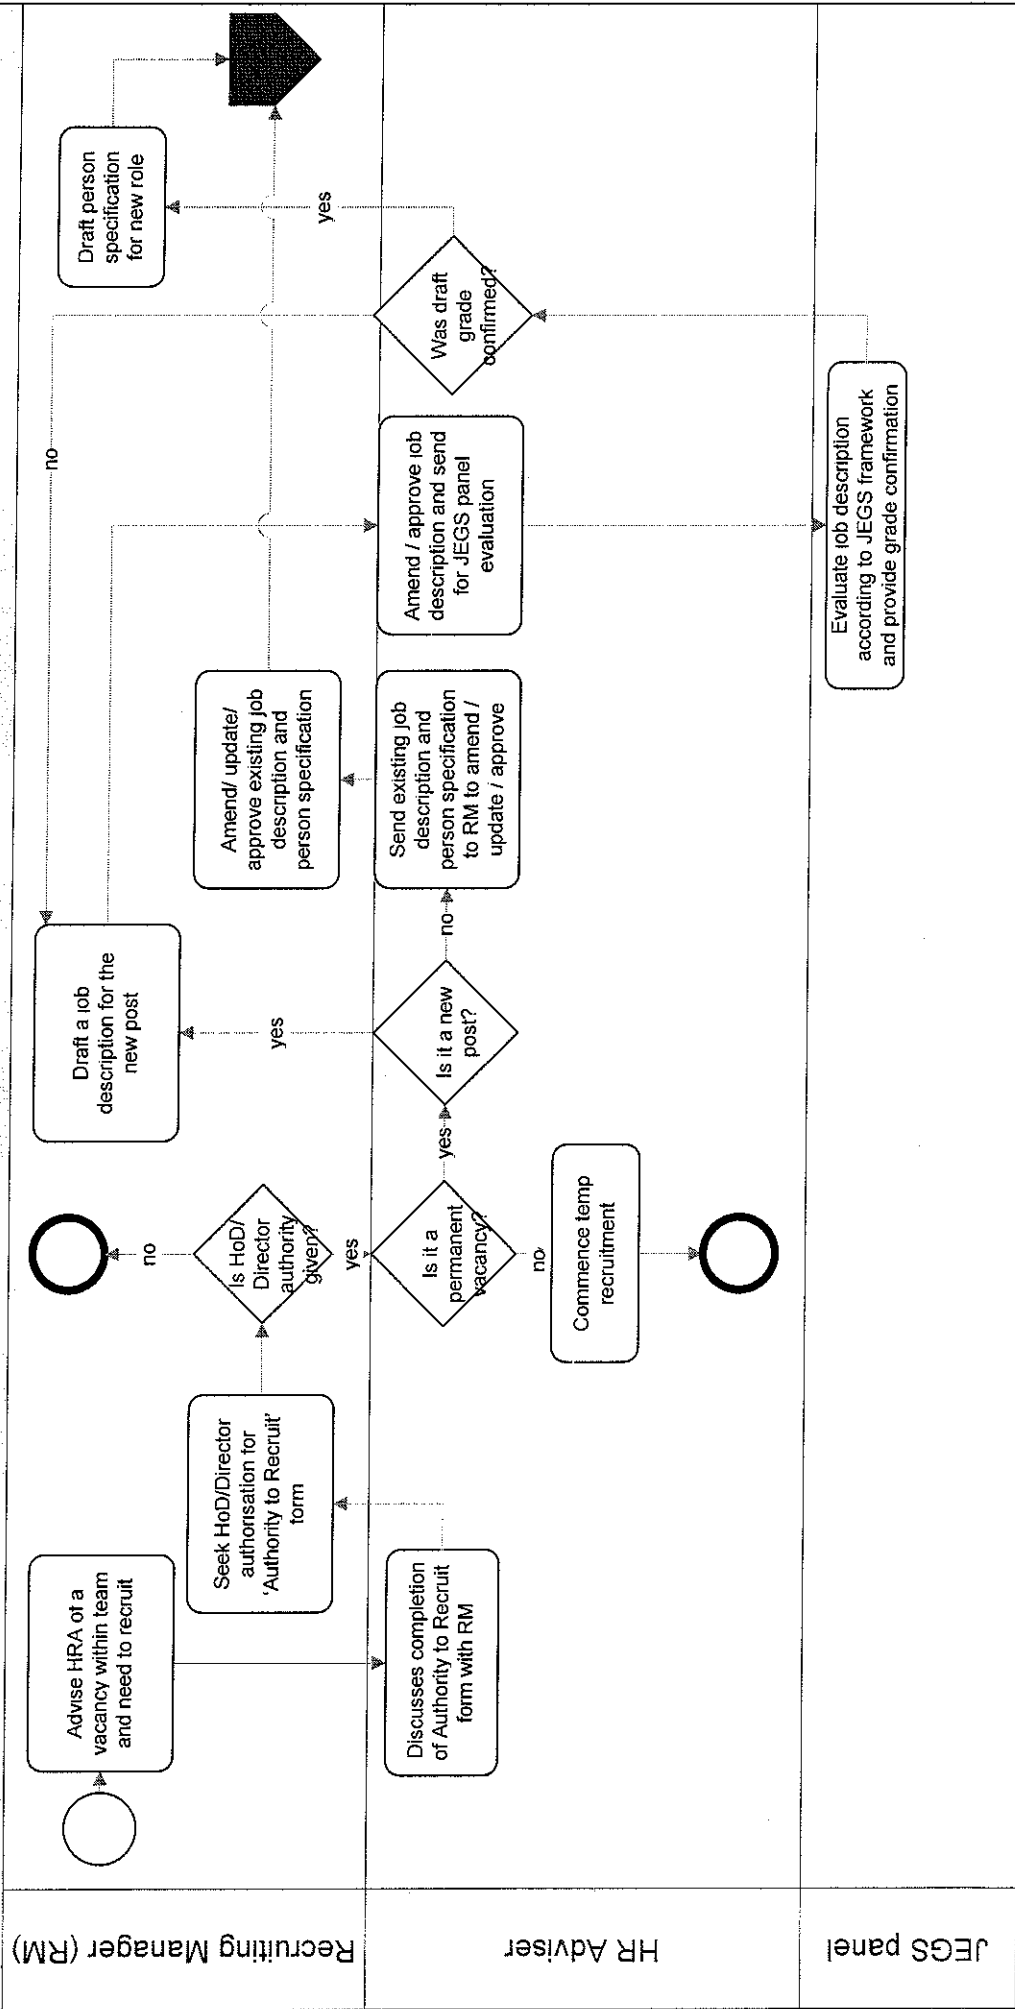 Recruiting Manager (RM)
HR Adviser
JEGS panel
Advise HRA of a
vacancy within team
and need to recruit
Discusses completion
of Authority to Recruit
form with RM
Seek HoD/Director
authorisation for
'Authority to Recruit'
form
Is HoD/
Director
authority
given?
no
yes
Is it a
permanent
vacancy?
no
Commence temp
recruitment
yes
Is it a new
post?
yes
Draft a job
description for the
new post
no
Send existing job
description and
person specification
to RM to amend /
update / approve
Amend/ update/
approve existing job
description and
person specification
Amend / approve job
description and send
for JEGS panel
evaluation
Evaluate job description
according to JEGS framework
and provide grade confirmation
Was draft
grade
confirmed?
no
yes
Draft person
specification
for new role